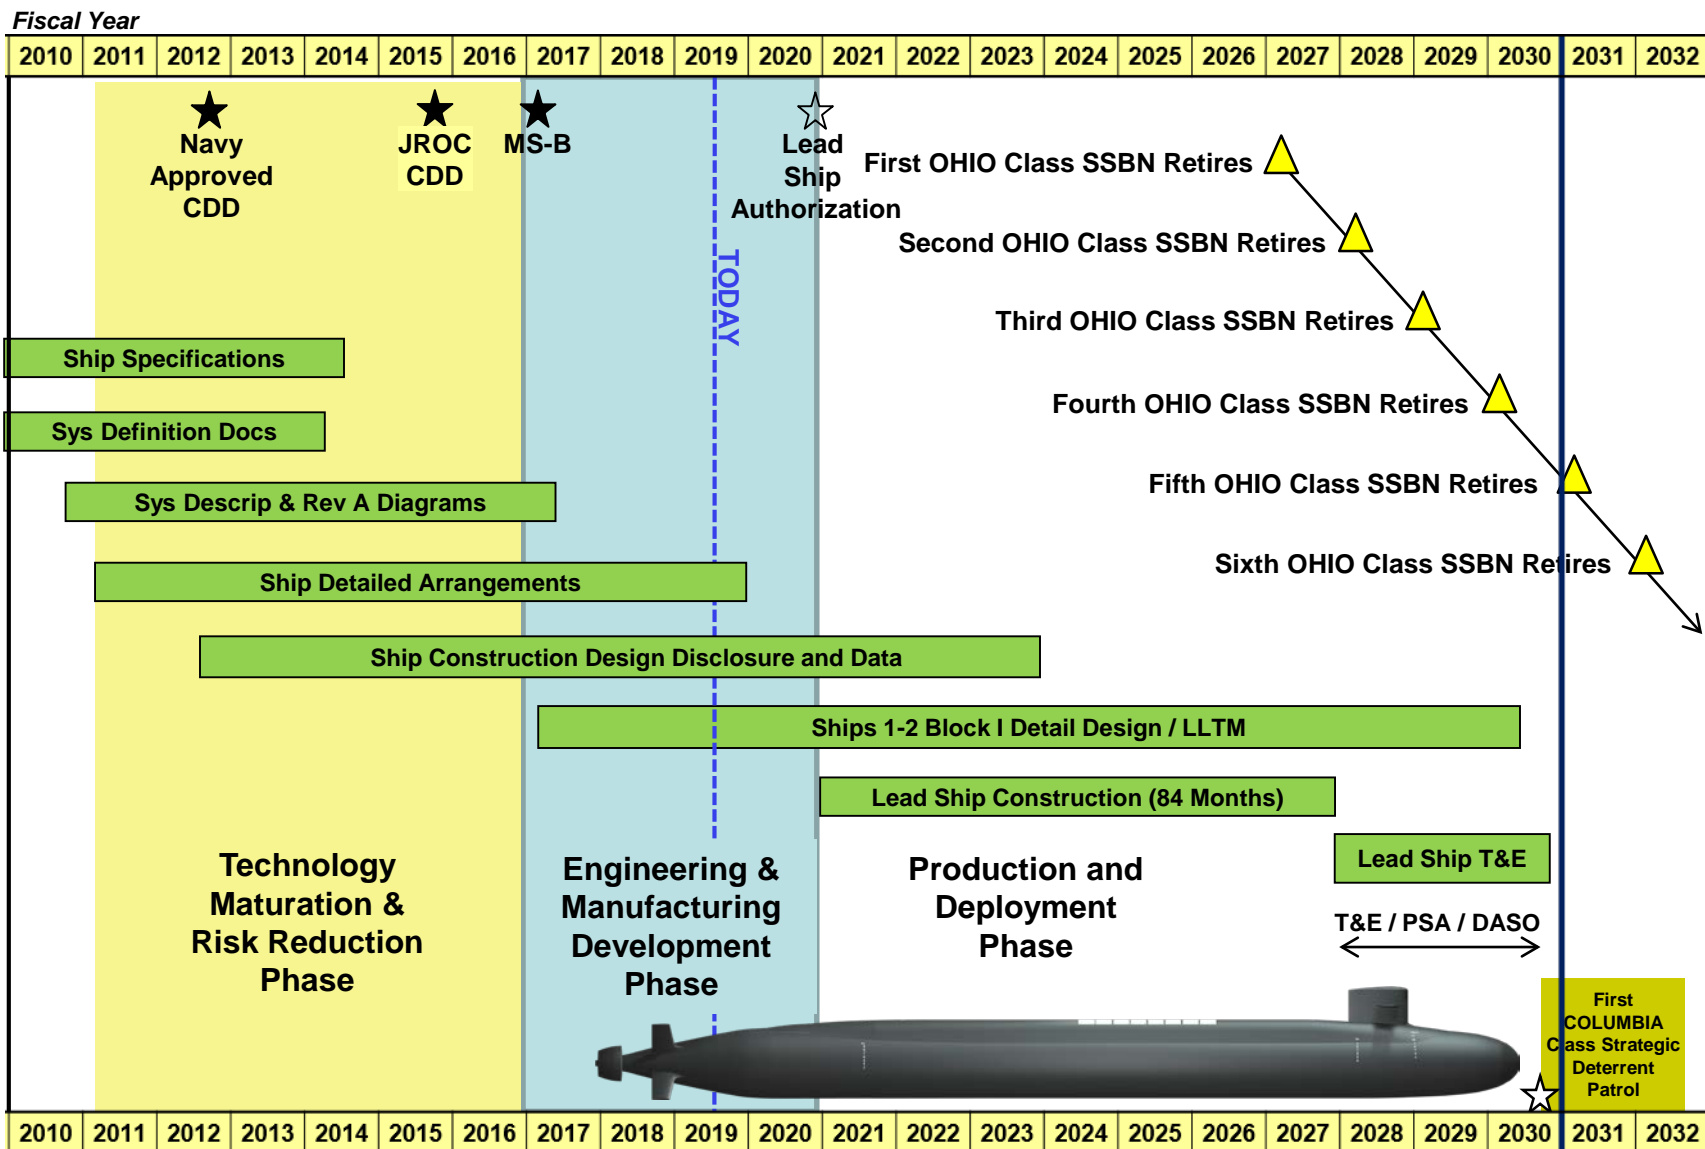 Fiscal Year
2010 2011 2012 2013 2014 2015 2016 2017 2018 2019 2020 2021 2022 2023 2024 2025 2026 2027 2028 2029 2030 2031 2032
Navy
Approved
CDD
JROC
CDD
MS-B
Lead
Ship
Authorization
TODAY
First OHIO Class SSBN Retires
Second OHIO Class SSBN Retires
Third OHIO Class SSBN Retires
Fourth OHIO Class SSBN Retires
Fifth OHIO Class SSBN Retires
Sixth OHIO Class SSBN Retires
Ship Specifications
Sys Definition Docs
Sys Descrip & Rev A Diagrams
Ship Detailed Arrangements
Ship Construction Design Disclosure and Data
Ships 1-2 Block I Detail Design / LLTM
Lead Ship Construction (84 Months)
Lead Ship T&E
T&E / PSA / DASO
Technology
Maturation &
Risk Reduction
Phase
Engineering &
Manufacturing
Development
Phase
Production and
Deployment
Phase
First
COLUMBIA
Class Strategic
Deterrent
Patrol
2010 2011 2012 2013 2014 2015 2016 2017 2018 2019 2020 2021 2022 2023 2024 2025 2026 2027 2028 2029 2030 2031 2032